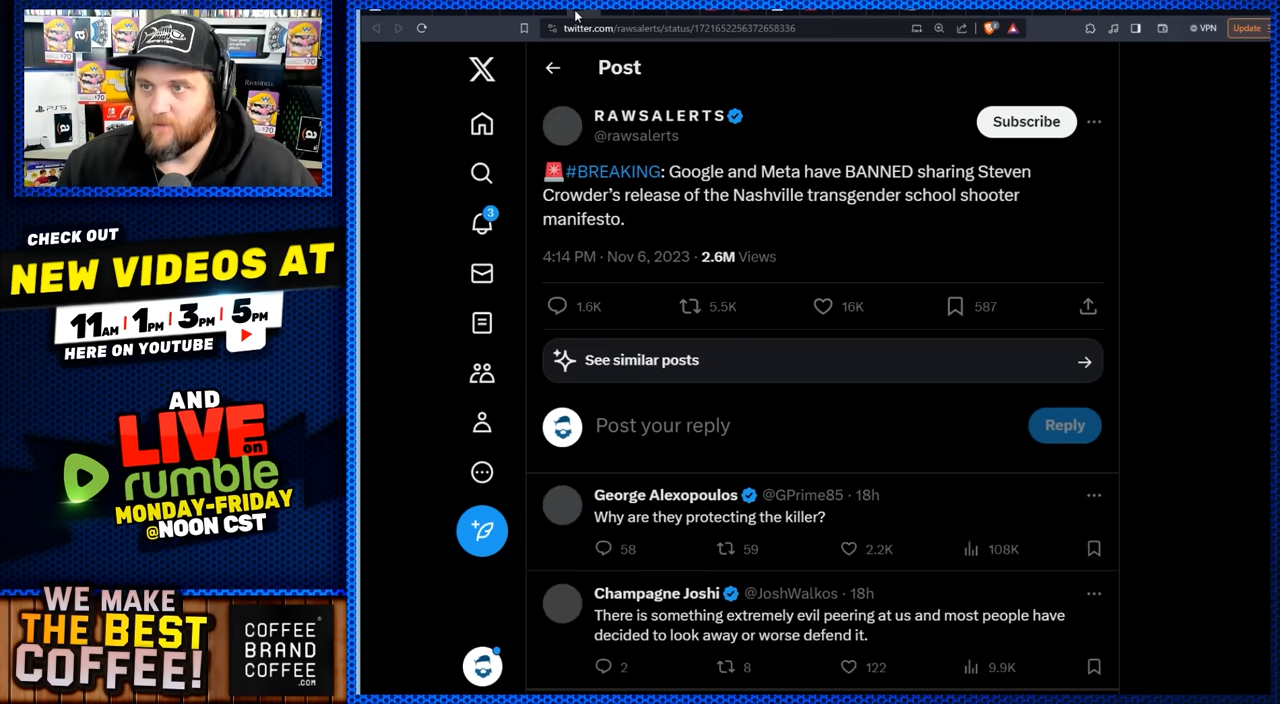 CHECK OUT
NEW VIDEOS AT
11AM | 1PM | 3PM | 5PM
HERE ON YOUTUBE
AND
LIVE on
rumble
MONDAY-FRIDAY
@NOON CST
WE MAKE
THE BEST
COFFEE!
COFFEE
BRAND
COFFEE
.COM
twitter.com/rawsalerts/status/1721652256372658336
VPN
Update
Post
RAWSALERTS
@rawsalerts
Subscribe
#BREAKING: Google and Meta have BANNED sharing Steven
Crowder’s release of the Nashville transgender school shooter
manifesto.
4:14 PM · Nov 6, 2023 · 2.6M Views
1.6K 5.5K 16K 587
See similar posts
Post your reply
Reply
3
George Alexopoulos @GPrime85 · 18h
Why are they protecting the killer?
58 59 2.2K 108K
Champagne Joshi @JoshWalkos · 18h
There is something extremely evil peering at us and most people have
decided to look away or worse defend it.
2 8 122 9.9K
PS5
$70
$70
$70